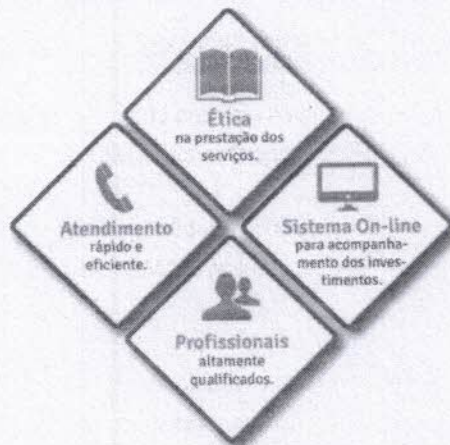 Ética
na prestação dos
serviços.
Atendimento
rápido e
eficiente.
Sistema On-line
para acompanha-
mento dos inves-
timentos.
Profissionais
altamente
qualificados.